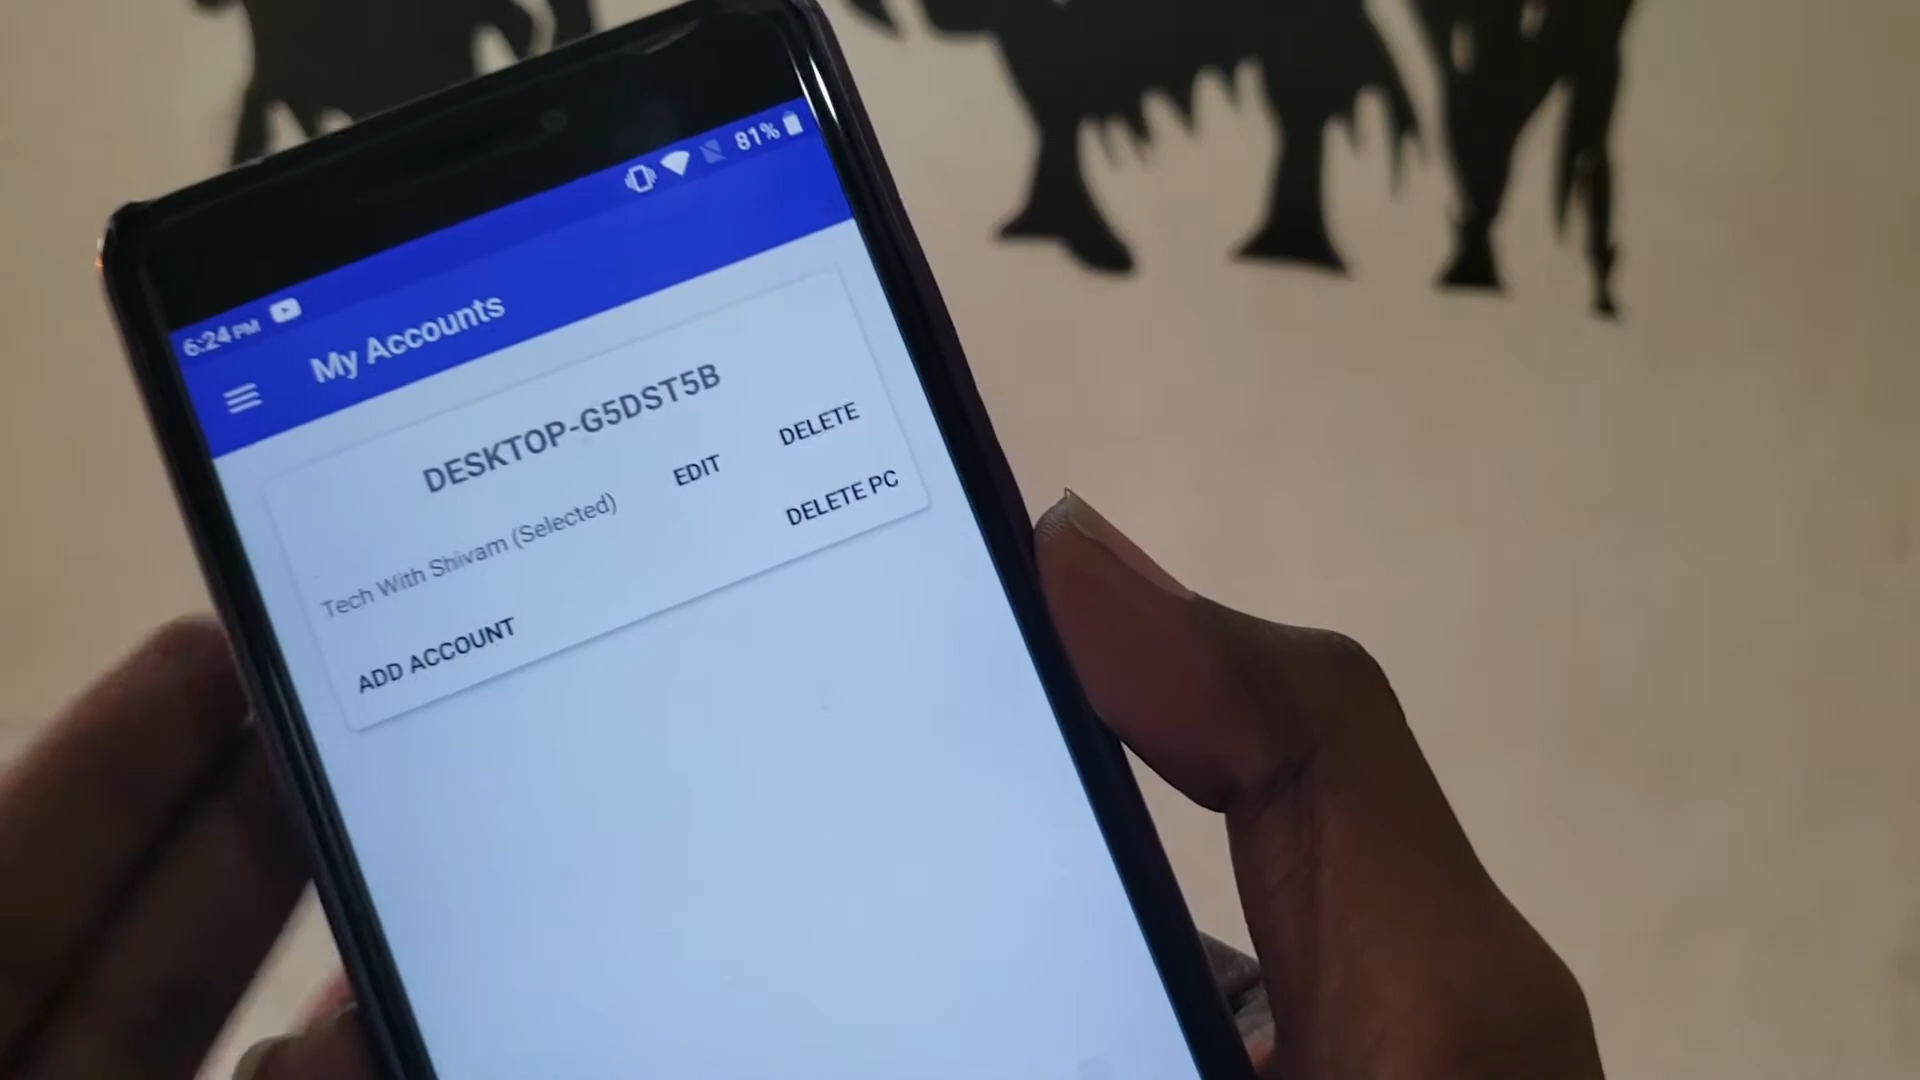 6:24 PM 81%
My Accounts
DESKTOP-G5DST5B
Tech With Shivam (Selected) EDIT DELETE
ADD ACCOUNT DELETE PC